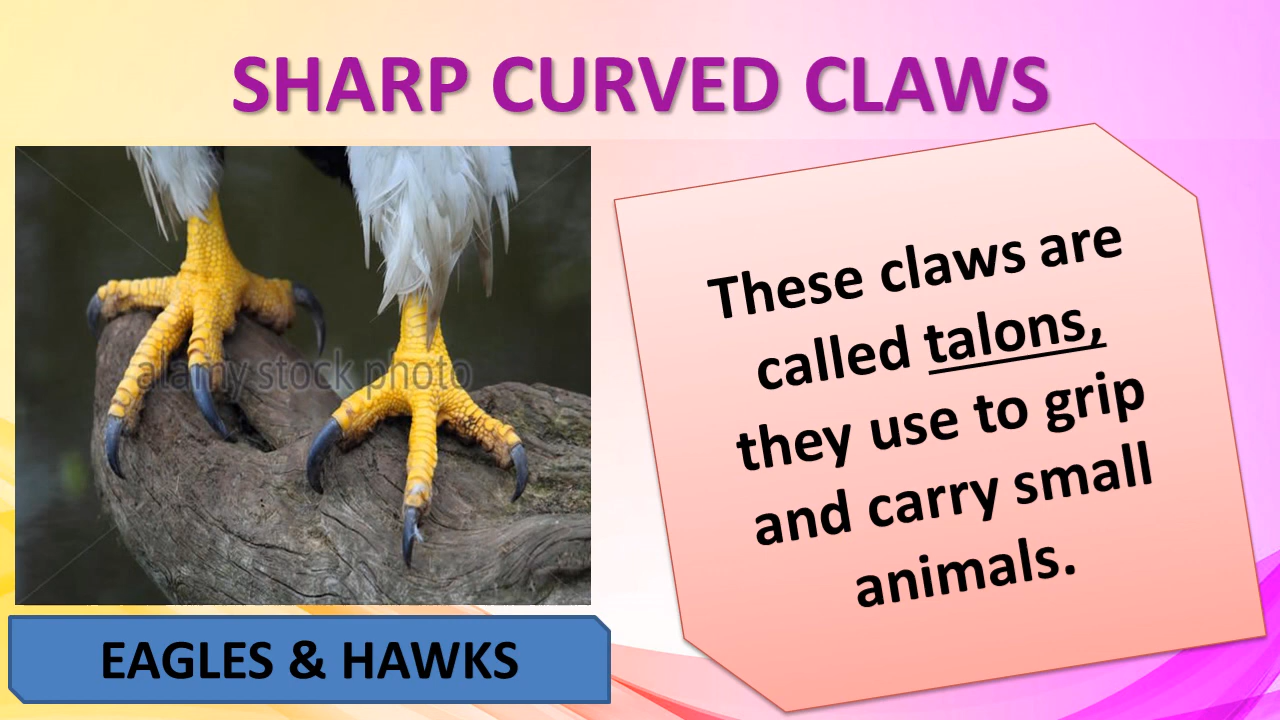 SHARP CURVED CLAWS
These claws are
called talons,
they use to grip
and carry small
animals.
alamy stock photo
EAGLES & HAWKS